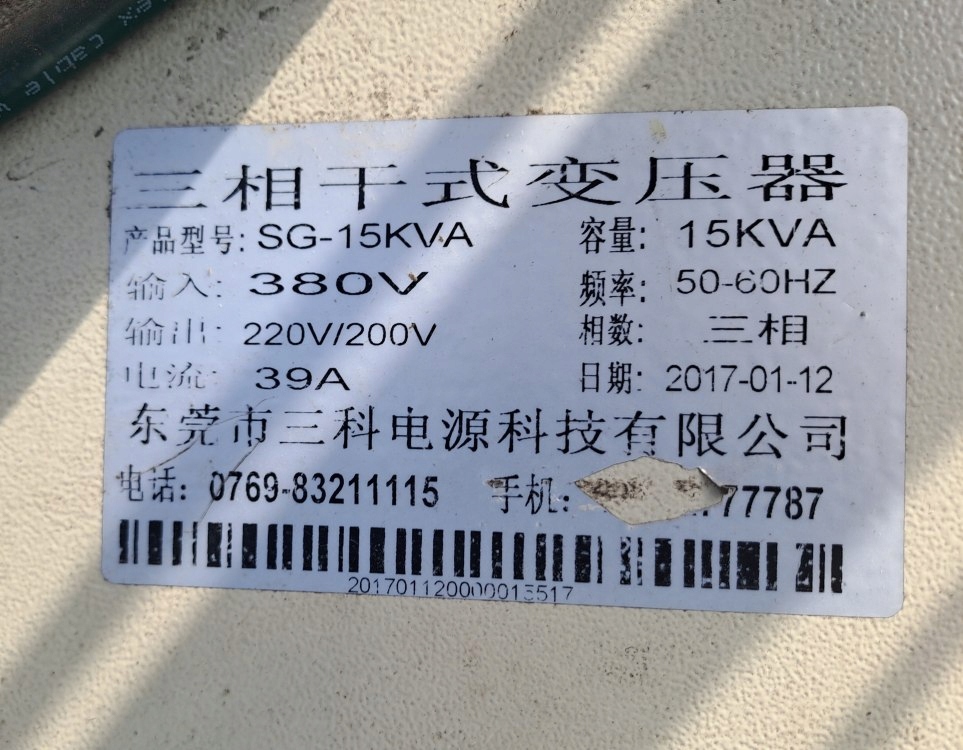 Cable
三相干式变压器
产品型号: SG-15KVA 容量: 15KVA
输入: 380V 频率: 50-60HZ
输出: 220V/200V 相数: 三相
电流: 39A 日期: 2017-01-12
东莞市三科电源科技有限公司
电话: 0769-83211115 手机: 77787
201701120000015517